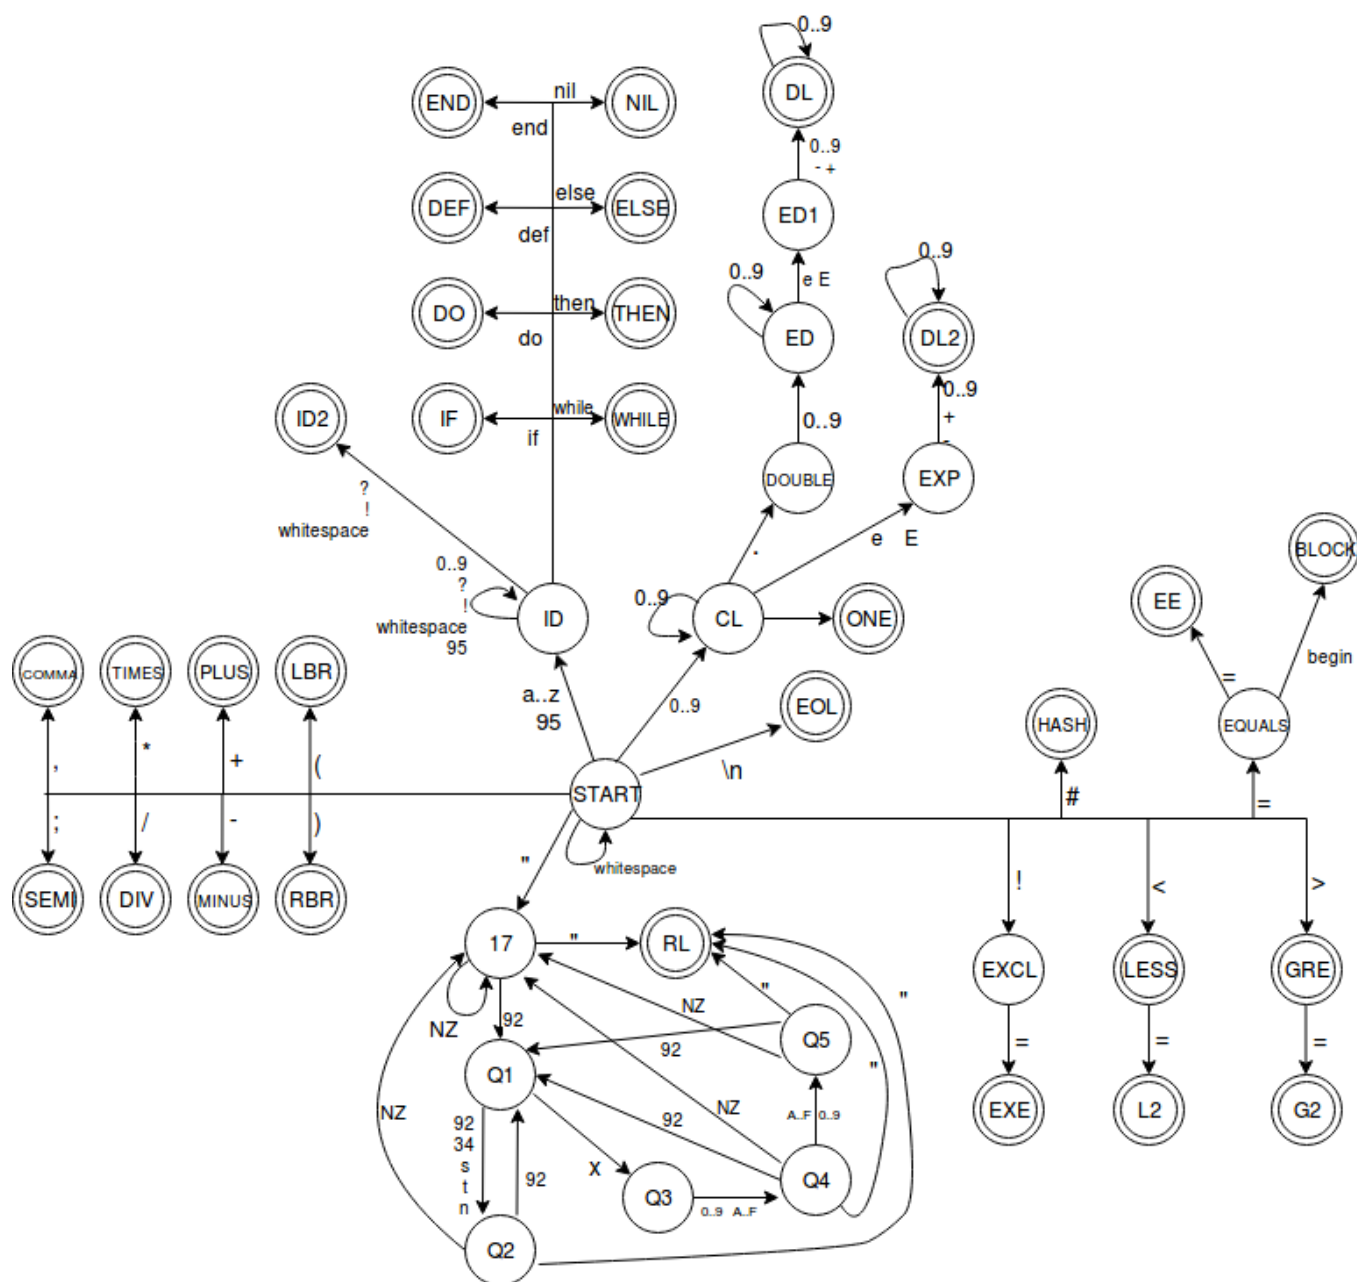 0..9
DL
END
nil
NIL
end
0..9
- +
DEF
else
ELSE
def
ED1
0..9
0..9
e E
DO
then
THEN
do
ED
DL2
ID2
IF
while
WHILE
if
0..9
0..9
+
-
?
!
whitespace
DOUBLE
EXP
.
e E
BLOCK
0..9
?
!
whitespace
95
ID
0..9
CL
ONE
EE
begin
=
COMMA
TIMES
PLUS
LBR
a..z
95
0..9
EOL
HASH
EQUALS
,
*
+
(
\n
START
#
=
;
/
-
)
"
whitespace
!
<
>
SEMI
DIV
MINUS
RBR
17
"
RL
EXCL
LESS
GRE
"
NZ
92
"
NZ
Q5
92
=
=
=
Q1
"
NZ
92
34
s
t
n
NZ
92
A..F 0..9
EXE
L2
G2
x
92
Q3
0..9 A..F
Q4
Q2